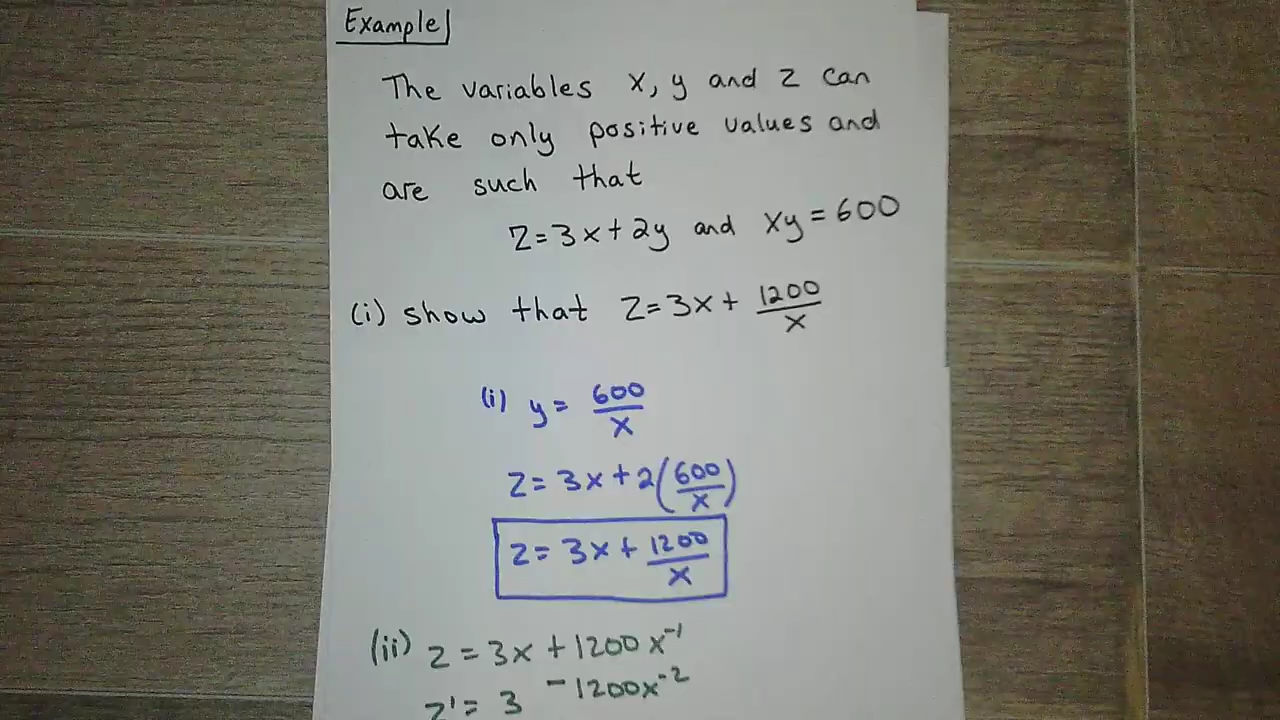 Example
The variables x, y and z can
take only positive values and
are such that
z=3x+2y and xy=600
(i) show that z=3x+ 1200/x
(i) y= 600/x
z=3x+2(600/x)
z=3x+ 1200/x
(ii) z=3x+1200x⁻¹
z'=3 -1200x⁻²